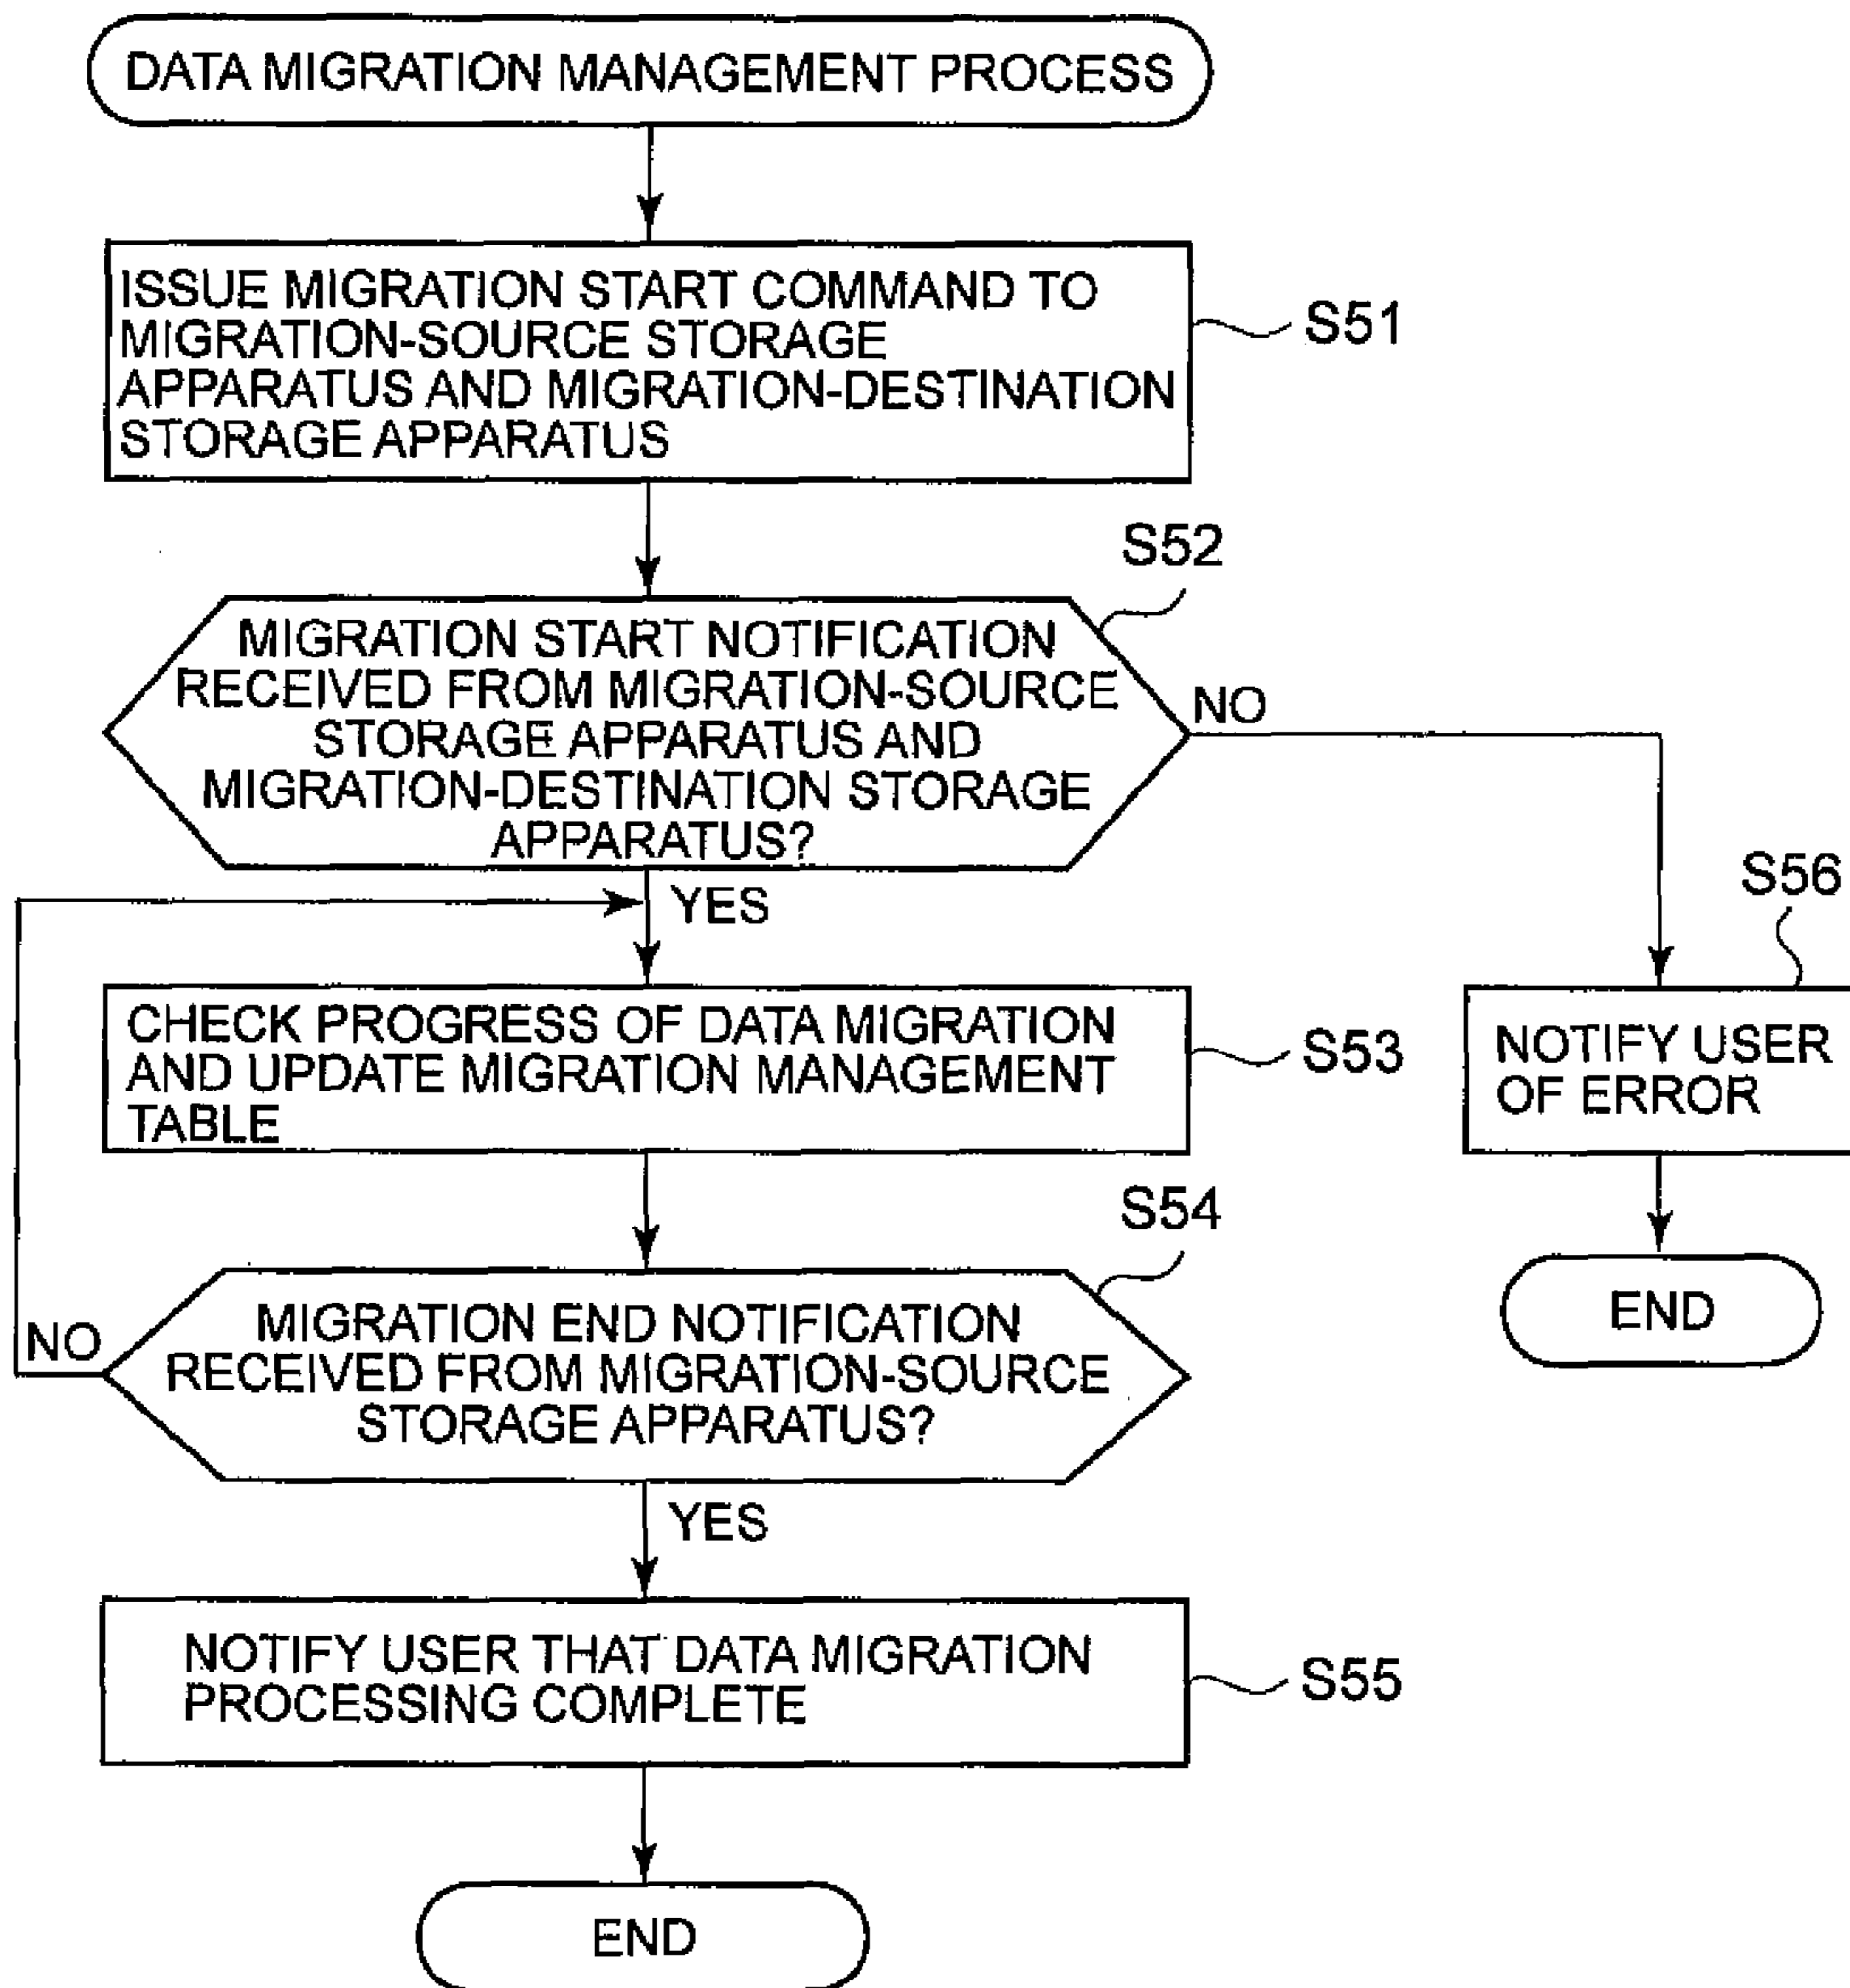 DATA MIGRATION MANAGEMENT PROCESS
ISSUE MIGRATION START COMMAND TO
MIGRATION-SOURCE STORAGE
APPARATUS AND MIGRATION-DESTINATION
STORAGE APPARATUS
S51
S52
MIGRATION START NOTIFICATION
RECEIVED FROM MIGRATION-SOURCE
STORAGE APPARATUS AND
MIGRATION-DESTINATION STORAGE
APPARATUS?
NO
YES
S56
CHECK PROGRESS OF DATA MIGRATION
AND UPDATE MIGRATION MANAGEMENT
TABLE
S53
NOTIFY USER
OF ERROR
S54
MIGRATION END NOTIFICATION
RECEIVED FROM MIGRATION-SOURCE
STORAGE APPARATUS?
NO
END
YES
NOTIFY USER THAT DATA MIGRATION
PROCESSING COMPLETE
S55
END